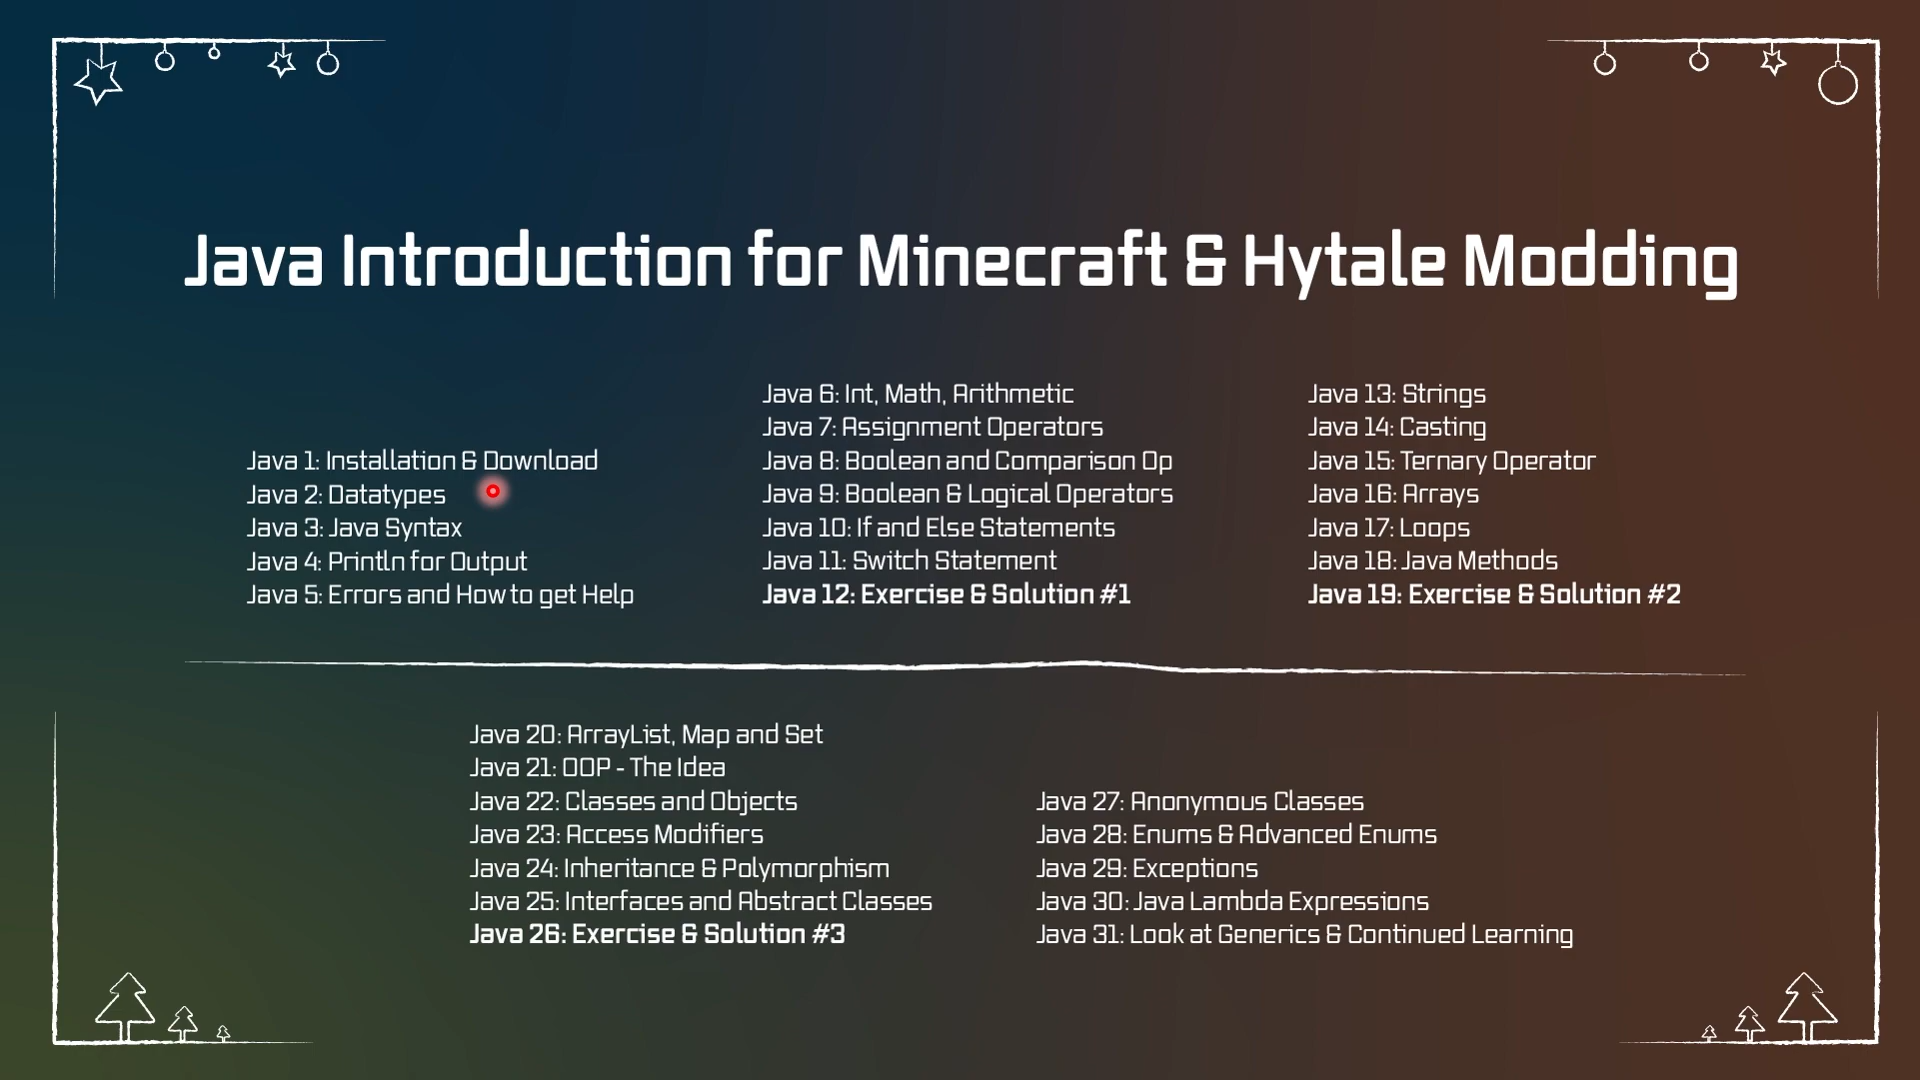 Java Introduction for Minecraft & Hytale Modding
Java 1: Installation & Download
Java 2: Datatypes
Java 3: Java Syntax
Java 4: Println for Output
Java 5: Errors and How to get Help
Java 6: Int, Math, Arithmetic
Java 7: Assignment Operators
Java 8: Boolean and Comparison Op
Java 9: Boolean & Logical Operators
Java 10: If and Else Statements
Java 11: Switch Statement
Java 12: Exercise & Solution #1
Java 13: Strings
Java 14: Casting
Java 15: Ternary Operator
Java 16: Arrays
Java 17: Loops
Java 18: Java Methods
Java 19: Exercise & Solution #2
Java 20: ArrayList, Map and Set
Java 21: OOP - The Idea
Java 22: Classes and Objects
Java 23: Access Modifiers
Java 24: Inheritance & Polymorphism
Java 25: Interfaces and Abstract Classes
Java 26: Exercise & Solution #3
Java 27: Anonymous Classes
Java 28: Enums & Advanced Enums
Java 29: Exceptions
Java 30: Java Lambda Expressions
Java 31: Look at Generics & Continued Learning